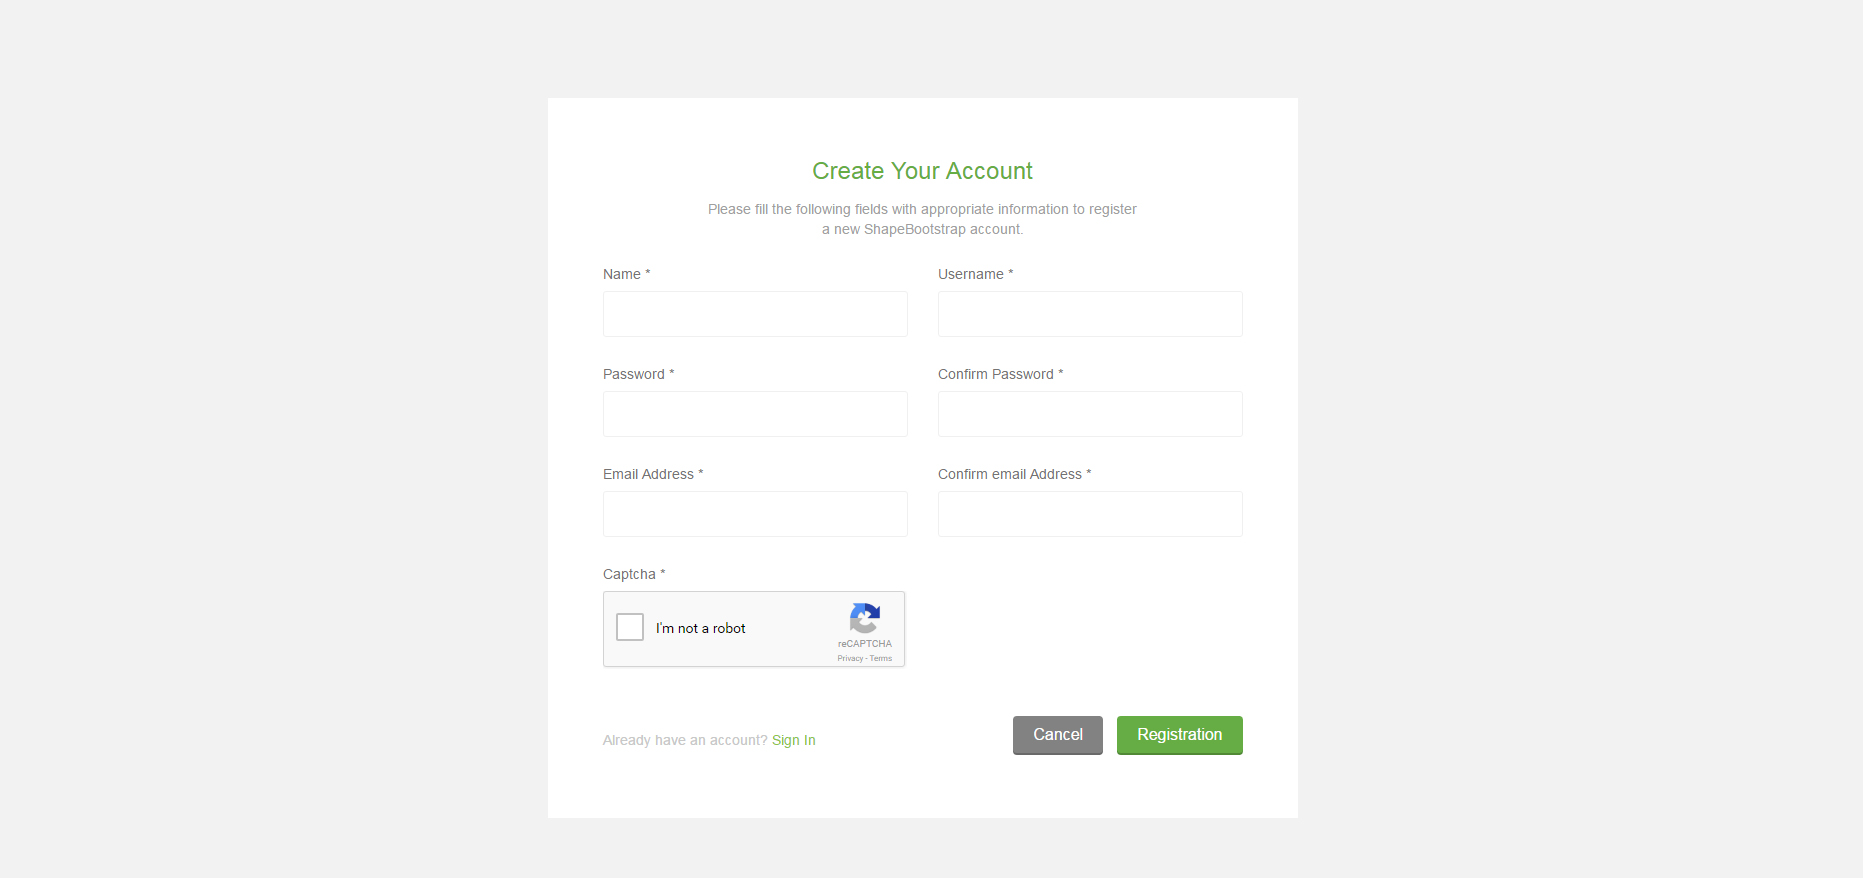 Create Your Account
Please fill the following fields with appropriate information to register
a new ShapeBootstrap account.
Name *
Username *
Password *
Confirm Password *
Email Address *
Confirm email Address *
Captcha *
I'm not a robot
reCAPTCHA
Privacy - Terms
Already have an account? Sign In
Cancel
Registration